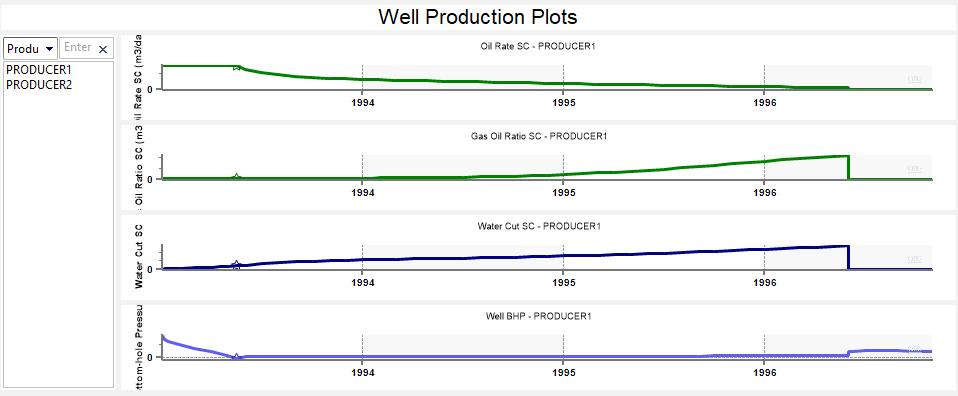 Well Production Plots
Produ
Enter
PRODUCER1
PRODUCER2
Oil Rate SC - PRODUCER1
il Rate SC (m3/da
0
1994 1995 1996
Gas Oil Ratio SC - PRODUCER1
Oil Ratio SC (m3
0
1994 1995 1996
Water Cut SC - PRODUCER1
Water Cut SC
0
1994 1995 1996
Well BHP - PRODUCER1
ttom-hole Pressu
0
1994 1995 1996